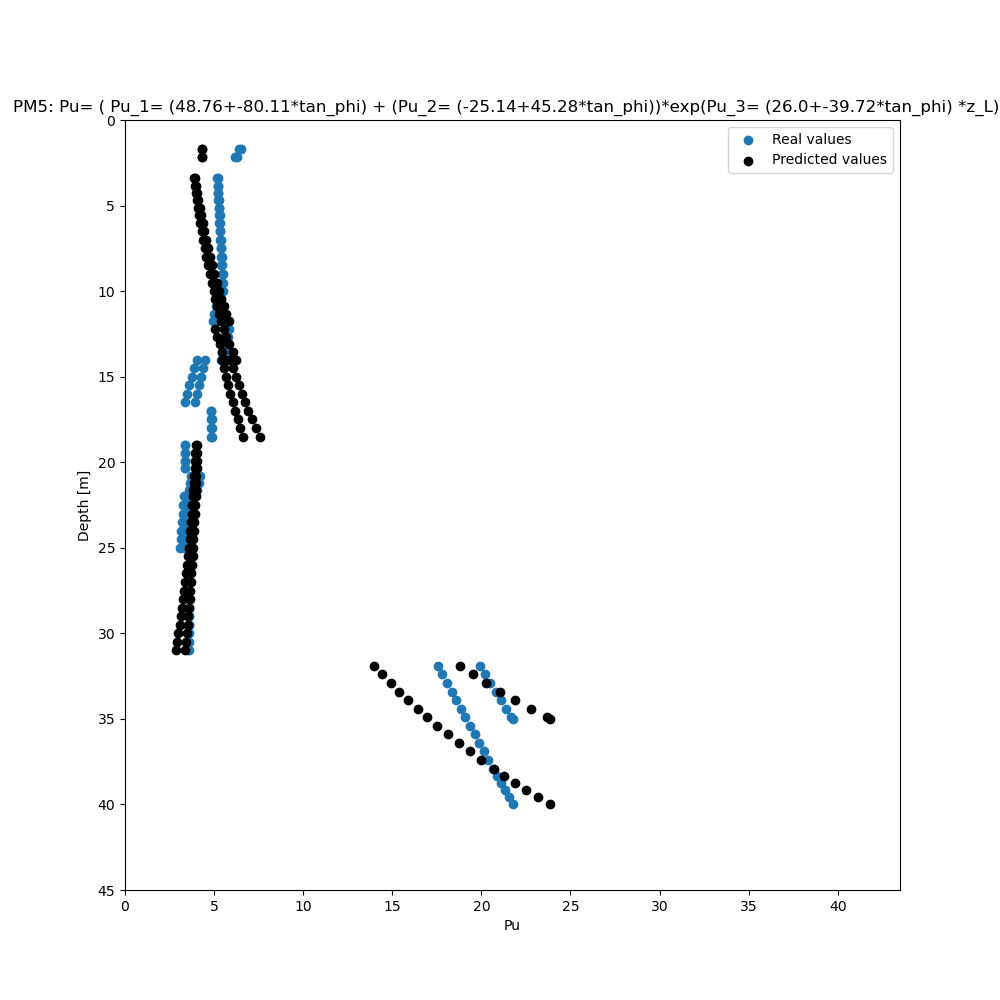 PM5: Pu= ( Pu_1= (48.76+-80.11*tan_phi) + (Pu_2= (-25.14+45.28*tan_phi))*exp(Pu_3= (26.0+-39.72*tan_phi) *z_L)
Real values
Predicted values
0
5
10
15
20
25
30
35
40
45
Depth [m]
0 5 10 15 20 25 30 35 40
Pu